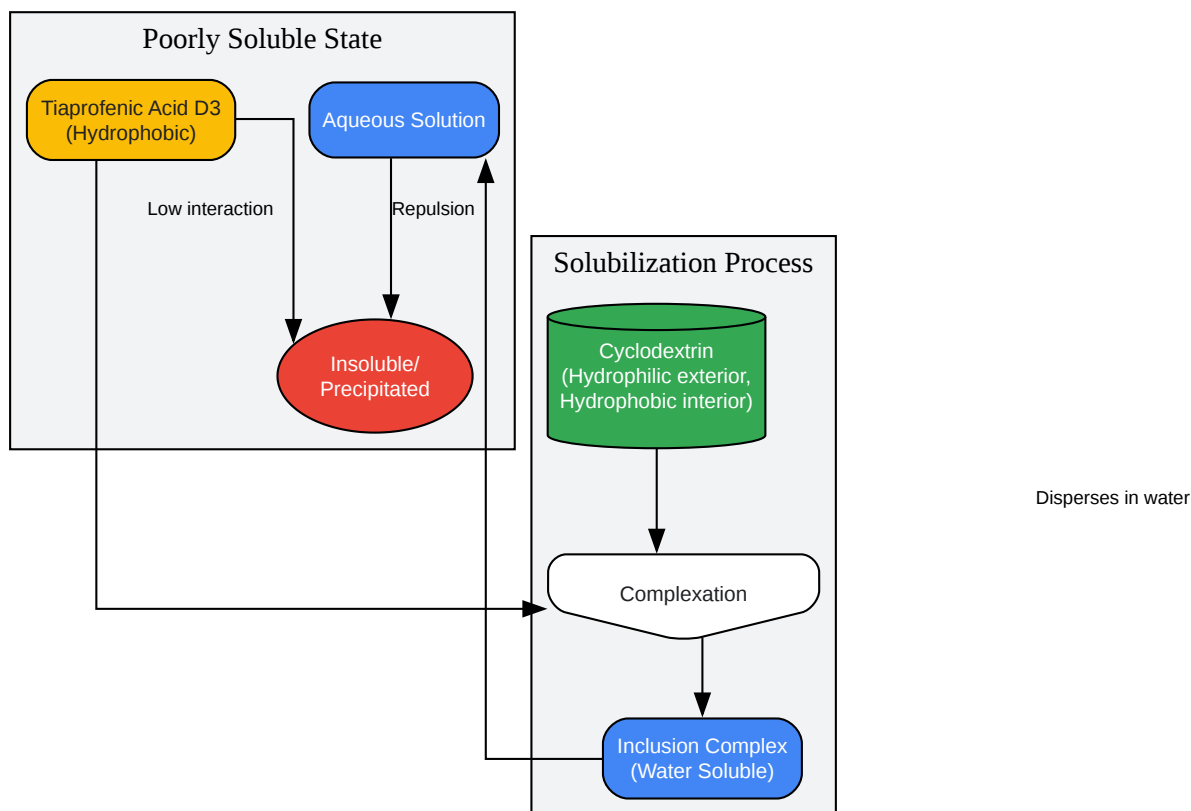 Poorly Soluble State
Tiaprofenic Acid D3
(Hydrophobic)
Aqueous Solution
Low interaction
Repulsion
Insoluble/
Precipitated
Solubilization Process
Cyclodextrin
(Hydrophilic exterior,
Hydrophobic interior)
Disperses in water
Complexation
Inclusion Complex
(Water Soluble)